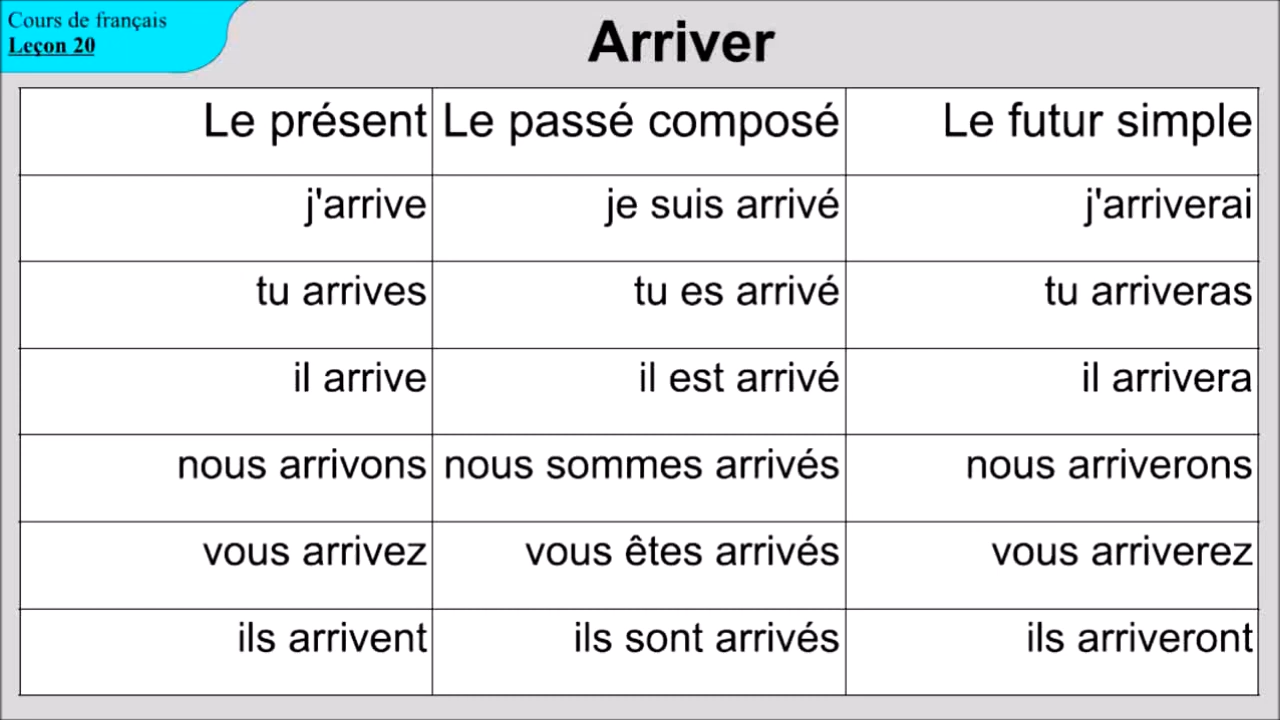 Cours de français
Leçon 20
Arriver
Le présent Le passé composé Le futur simple
j'arrive je suis arrivé j'arriverai
tu arrives tu es arrivé tu arriveras
il arrive il est arrivé il arrivera
nous arrivons nous sommes arrivés nous arriverons
vous arrivez vous êtes arrivés vous arriverez
ils arrivent ils sont arrivés ils arriveront